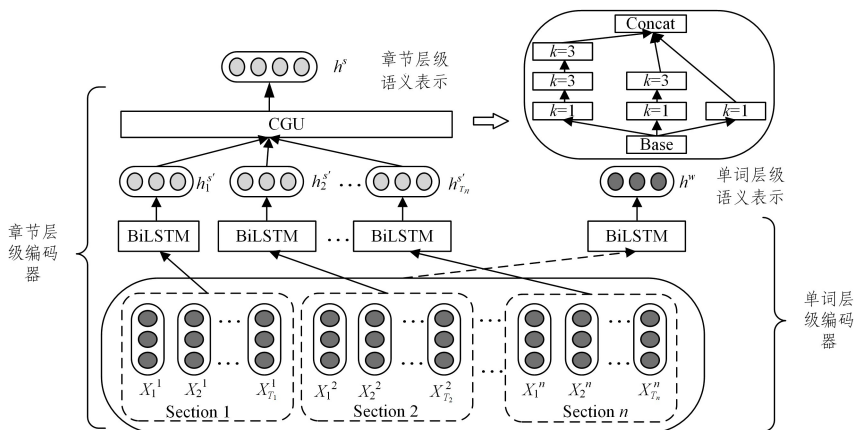 Concat
k=3
k=3
k=3
k=1
k=1
k=1
Base
h^s
章节层级
语义表示
CGU
h_1^{s'}
h_2^{s'}
…
h_{T_n}^{s'}
h^w
单词层级
语义表示
BiLSTM
BiLSTM
…
BiLSTM
BiLSTM
章节层
级编码
器
单词层
级编码
器
… … … … …
… … … … …
X_1^1 X_2^1 X_{T_1}^1 X_1^2 X_2^2 X_{T_2}^2 X_1^n X_2^n X_{T_n}^n
Section 1
Section 2
Section n